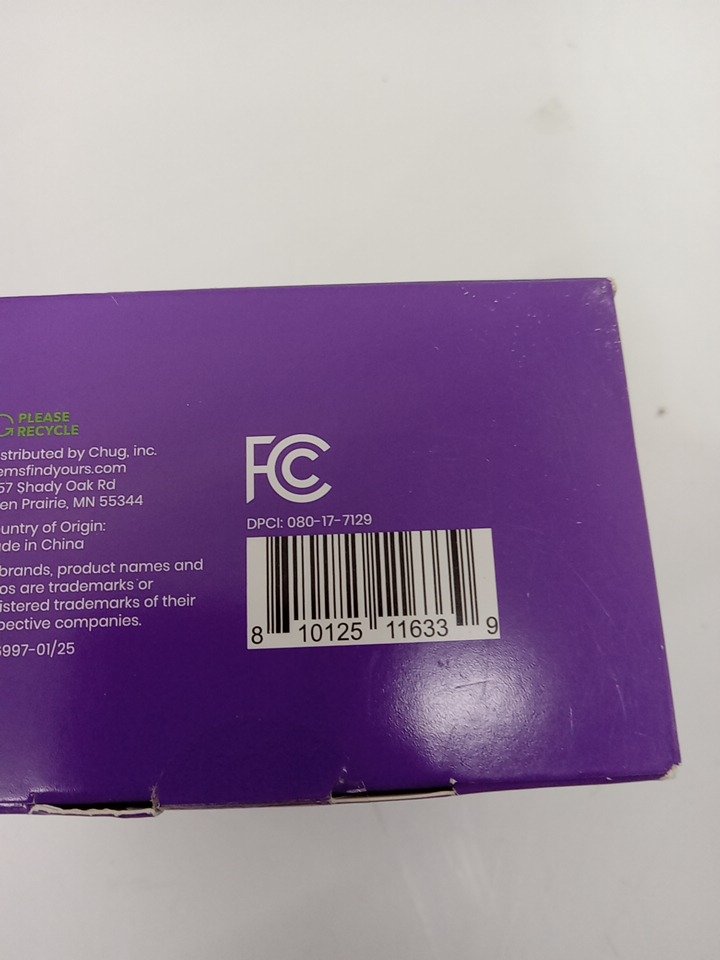 PLEASE
RECYCLE
stributed by Chug, inc.
emsfindyours.com
57 Shady Oak Rd
en Prairie, MN 55344
untry of Origin:
de in China
brands, product names and
os are trademarks or
istered trademarks of their
pective companies.
6997-01/25
FC
DPCI: 080-17-7129
8 10125 11633 9